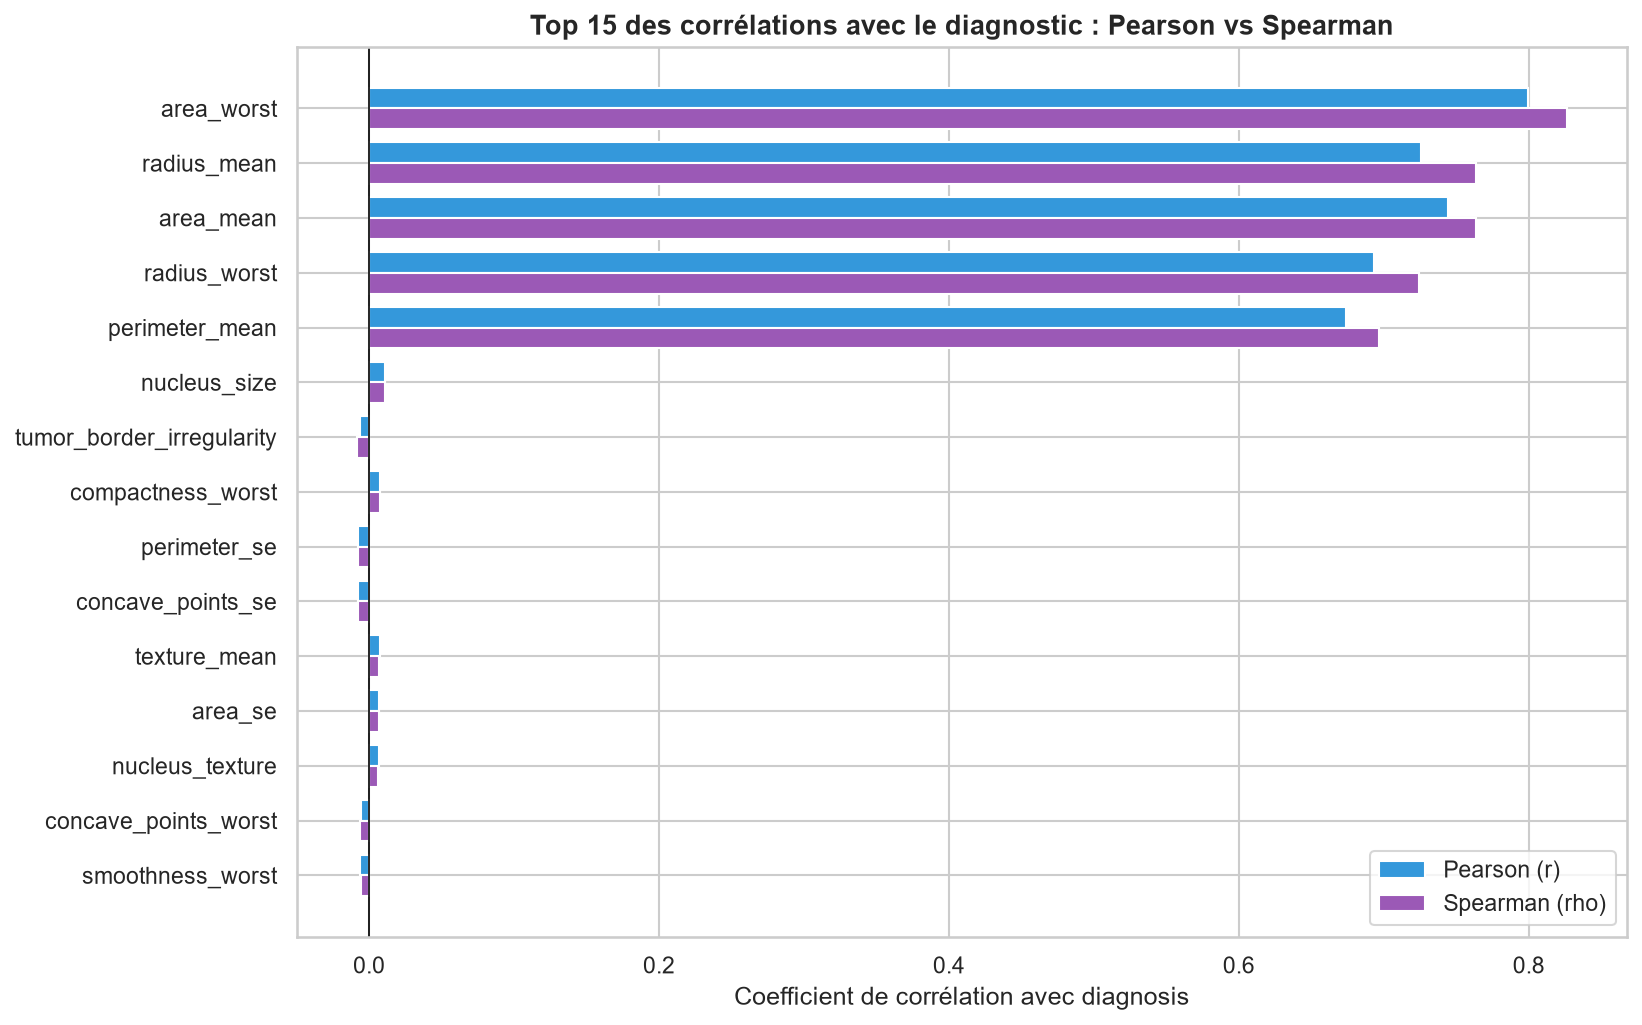 Top 15 des corrélations avec le diagnostic : Pearson vs Spearman
area_worst
radius_mean
area_mean
radius_worst
perimeter_mean
nucleus_size
tumor_border_irregularity
compactness_worst
perimeter_se
concave_points_se
texture_mean
area_se
nucleus_texture
concave_points_worst
smoothness_worst
Pearson (r)
Spearman (rho)
0.0 0.2 0.4 0.6 0.8
Coefficient de corrélation avec diagnosis